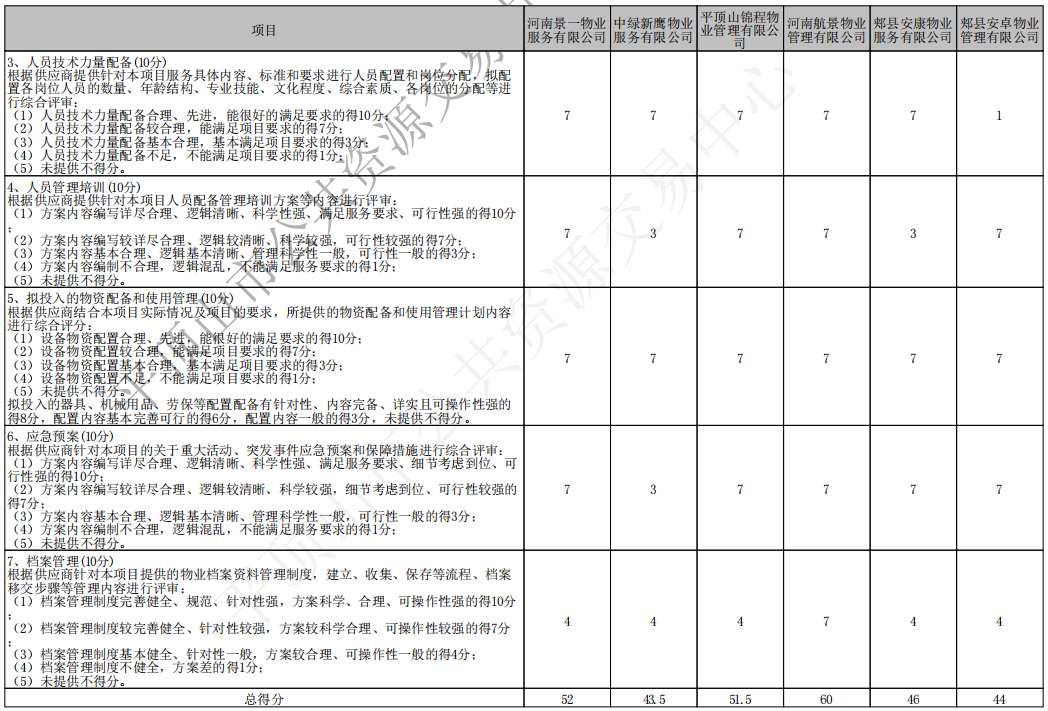 项目
河南景一物业服务有限公司
中绿新鹰物业服务有限公司
平顶山锦程物业管理有限公司
河南航景物业管理有限公司
郏县安康物业服务有限公司
郏县安卓物业管理有限公司
3、人员技术力量配备(10分)
根据供应商提供针对本项目服务具体内容、标准和要求进行人员配置和岗位分配，拟配
置各岗位人员的数量、年龄结构、专业技能、文化程度、综合素质、各岗位的分配等进
行综合评审:
（1）人员技术力量配备合理、先进，能很好的满足要求的得10分;
（2）人员技术力量配备较合理，能满足项目要求的得7分;
（3）人员技术力量配备基本合理，基本满足项目要求的得3分;
（4）人员技术力量配备不足，不能满足项目要求的得1分;
（5）未提供不得分。
7 7 7 7 7 1
4、人员管理培训(10分)
根据供应商提供针对本项目人员配备管理培训方案等内容进行评审:
（1）方案内容编写详尽合理、逻辑清晰、科学性强、满足服务要求、可行性强的得10分
;
（2）方案内容编写较详尽合理、逻辑较清晰、科学较强，可行性较强的得7分;
（3）方案内容基本合理、逻辑基本清晰、管理科学性一般，可行性一般的得3分;
（4）方案内容编制不合理，逻辑混乱，不能满足服务要求的得1分;
（5）未提供不得分。
7 3 7 7 3 7
5、拟投入的物资配备和使用管理(10分)
根据供应商结合本项目实际情况及项目的要求，所提供的物资配备和使用管理计划内容
进行综合评分:
（1）设备物资配置合理、先进，能很好的满足要求的得10分;
（2）设备物资配置较合理，能满足项目要求的得7分;
（3）设备物资配置基本合理，基本满足项目要求的得3分;
（4）设备物资配置不足，不能满足项目要求的得1分;
（5）未提供不得分。
拟投入的器具、机械用品、劳保等配置配备有针对性、内容完备、详实且可操作性强的
得8分，配置内容基本完善可行的得6分，配置内容一般的得3分，未提供不得分。
7 7 7 7 7 7
6、应急预案(10分)
根据供应商针对本项目的关于重大活动、突发事件应急预案和保障措施进行综合评审:
（1）方案内容编写详尽合理、逻辑清晰、科学性强、满足服务要求、细节考虑到位、可
行性强的得10分;
（2）方案内容编写较详尽合理、逻辑较清晰、科学较强，细节考虑到位、可行性较强的
得7分;
（3）方案内容基本合理、逻辑基本清晰、管理科学性一般，可行性一般的得3分;
（4）方案内容编制不合理，逻辑混乱，不能满足服务要求的得1分;
（5）未提供不得分。
7 3 7 7 7 7
7、档案管理(10分)
根据供应商针对本项目提供的物业档案资料管理制度，建立、收集、保存等流程、档案
移交步骤等管理内容进行评审:
（1）档案管理制度完善健全、规范、针对性强，方案科学、合理、可操作性强的得10分
;
（2）档案管理制度较完善健全、针对性较强，方案较科学合理、可操作性较强的得7分
;
（3）档案管理制度基本健全、针对性一般，方案较合理、可操作性一般的得4分;
（4）档案管理制度不健全，方案差的得1分;
（5）未提供不得分。
4 4 4 7 4 4
总得分 52 43.5 51.5 60 46 44
平顶山市公共资源交易中心
平顶山市公共资源交易中心